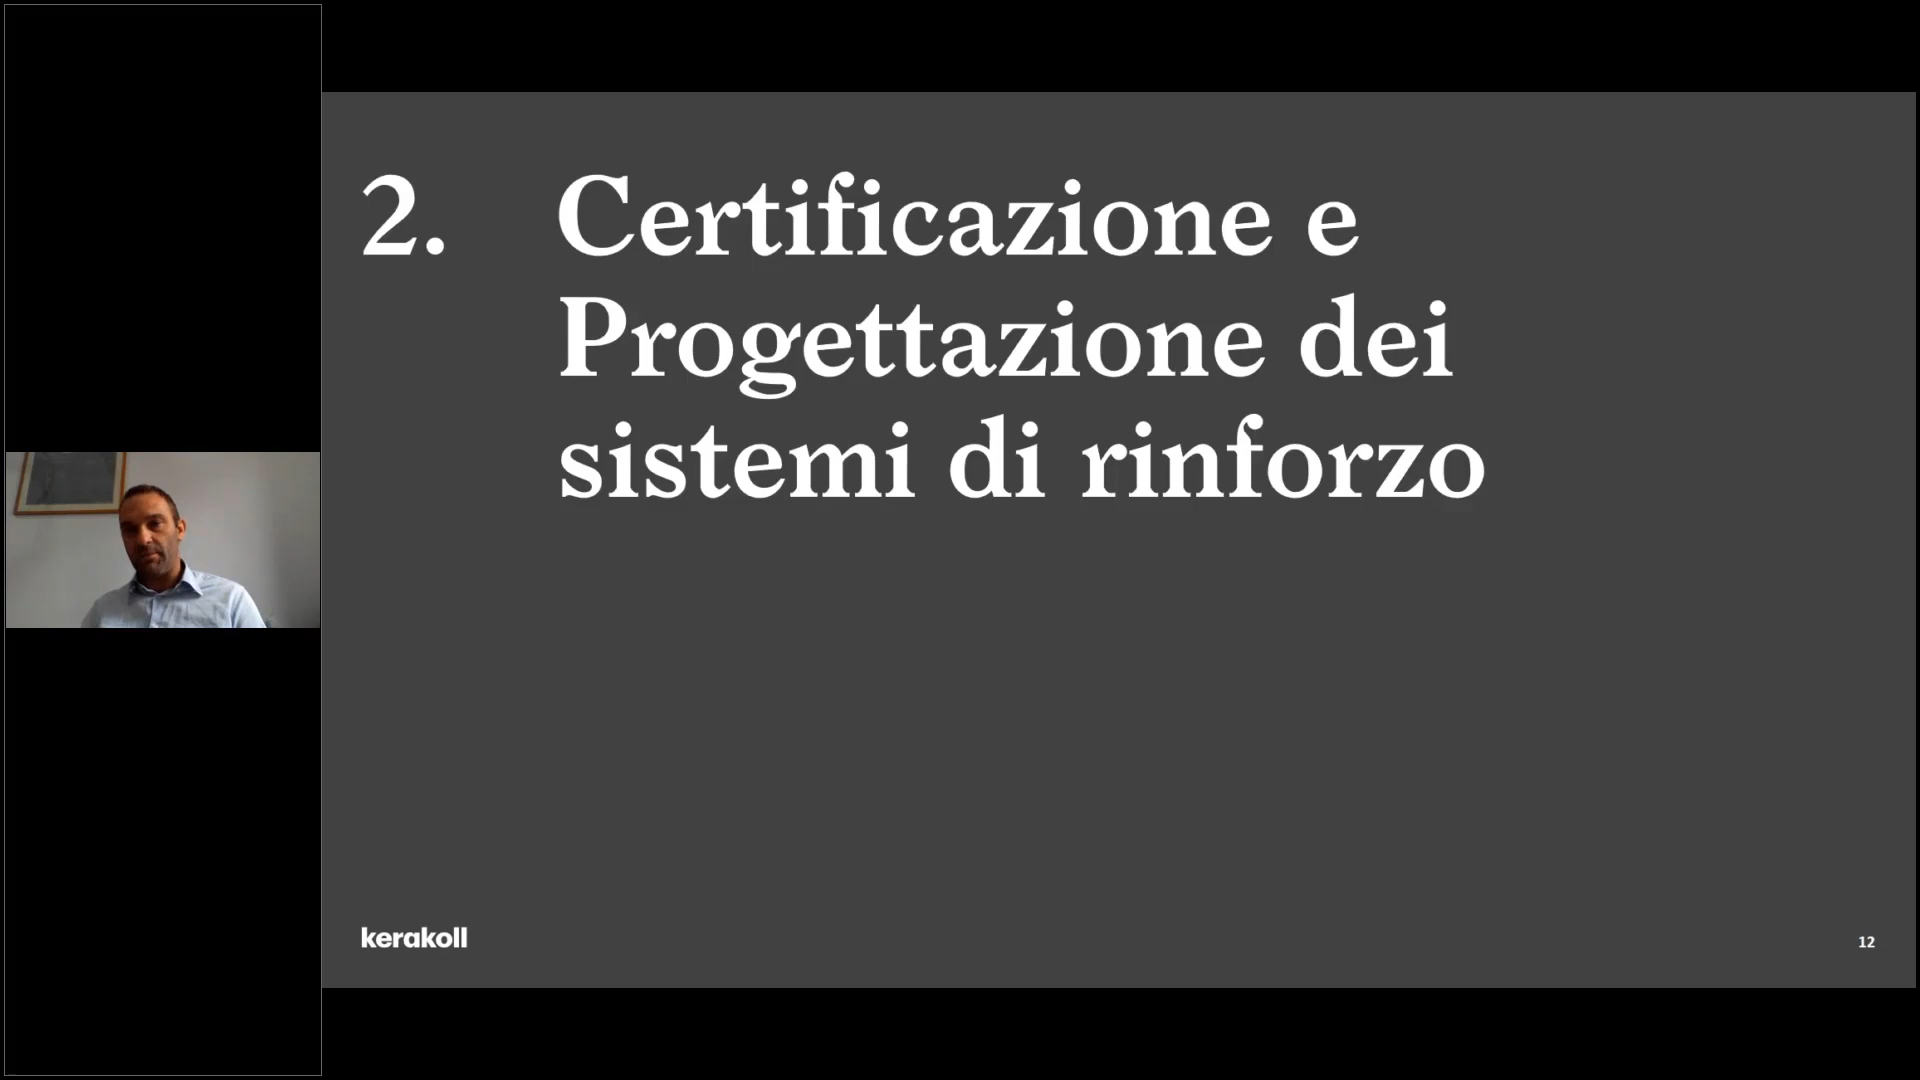 2. Certificazione e
Progettazione dei
sistemi di rinforzo
kerakoll
12